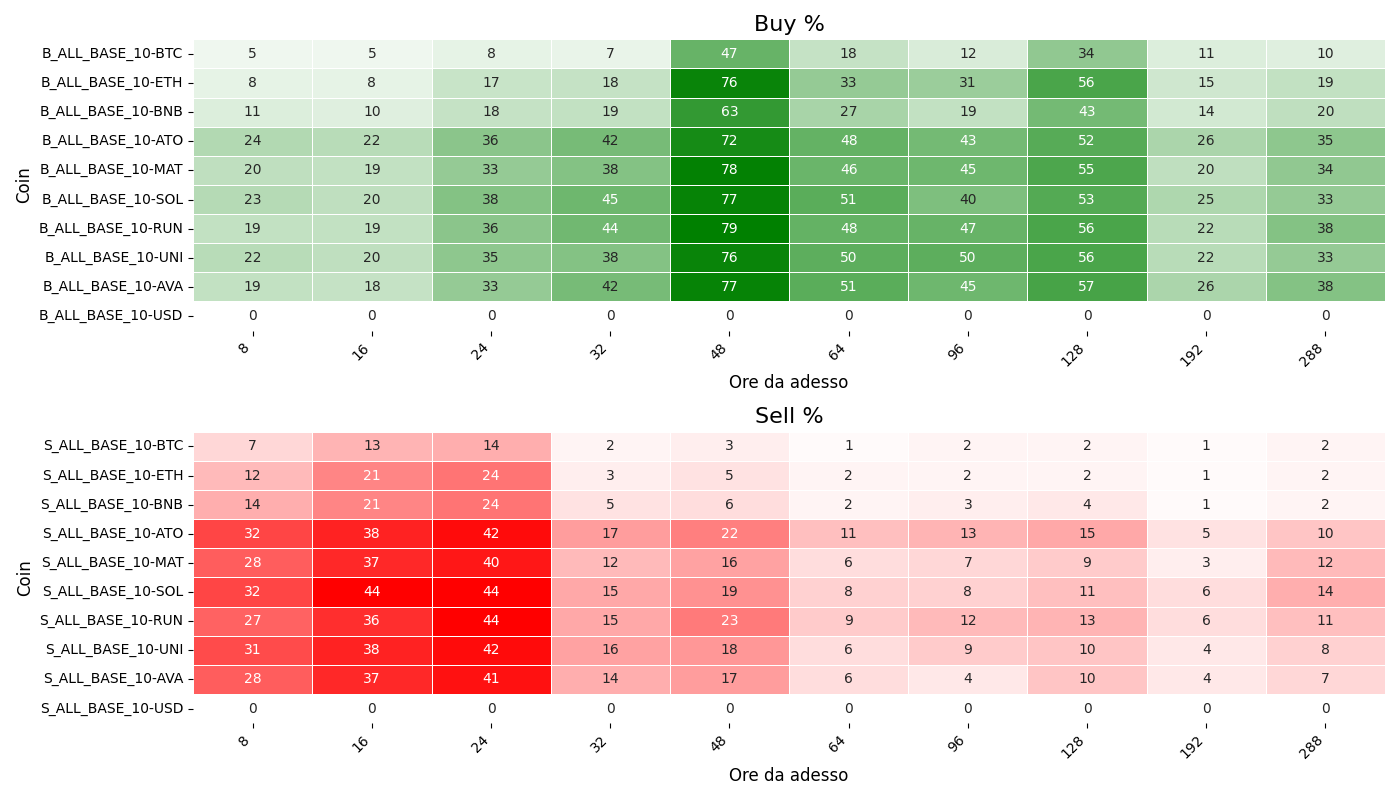 Buy %
Coin
B_ALL_BASE_10-BTC 5 5 8 7 47 18 12 34 11 10
B_ALL_BASE_10-ETH 8 8 17 18 76 33 31 56 15 19
B_ALL_BASE_10-BNB 11 10 18 19 63 27 19 43 14 20
B_ALL_BASE_10-ATO 24 22 36 42 72 48 43 52 26 35
B_ALL_BASE_10-MAT 20 19 33 38 78 46 45 55 20 34
B_ALL_BASE_10-SOL 23 20 38 45 77 51 40 53 25 33
B_ALL_BASE_10-RUN 19 19 36 44 79 48 47 56 22 38
B_ALL_BASE_10-UNI 22 20 35 38 76 50 50 56 22 33
B_ALL_BASE_10-AVA 19 18 33 42 77 51 45 57 26 38
B_ALL_BASE_10-USD 0 0 0 0 0 0 0 0 0 0
8 16 24 32 48 64 96 128 192 288
Ore da adesso
Sell %
Coin
S_ALL_BASE_10-BTC 7 13 14 2 3 1 2 2 1 2
S_ALL_BASE_10-ETH 12 21 24 3 5 2 2 2 1 2
S_ALL_BASE_10-BNB 14 21 24 5 6 2 3 4 1 2
S_ALL_BASE_10-ATO 32 38 42 17 22 11 13 15 5 10
S_ALL_BASE_10-MAT 28 37 40 12 16 6 7 9 3 12
S_ALL_BASE_10-SOL 32 44 44 15 19 8 8 11 6 14
S_ALL_BASE_10-RUN 27 36 44 15 23 9 12 13 6 11
S_ALL_BASE_10-UNI 31 38 42 16 18 6 9 10 4 8
S_ALL_BASE_10-AVA 28 37 41 14 17 6 4 10 4 7
S_ALL_BASE_10-USD 0 0 0 0 0 0 0 0 0 0
8 16 24 32 48 64 96 128 192 288
Ore da adesso